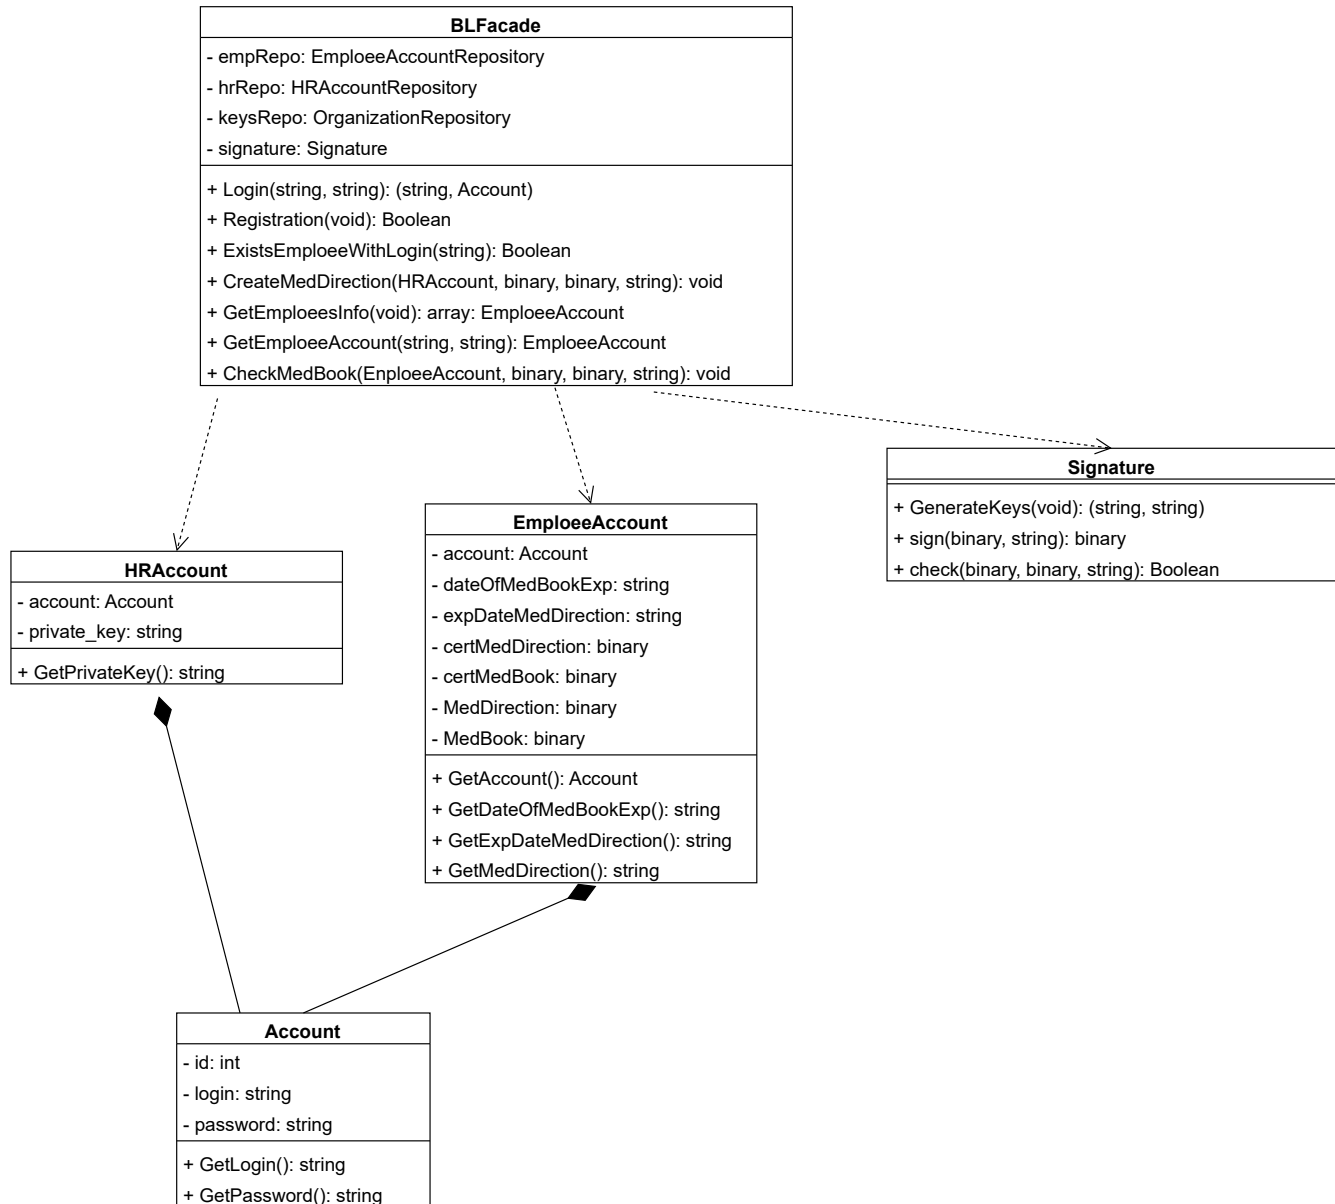 BLFacade
- empRepo: EmploeeAccountRepository
- hrRepo: HRAccountRepository
- keysRepo: OrganizationRepository
- signature: Signature
+ Login(string, string): (string, Account)
+ Registration(void): Boolean
+ ExistsEmploeeWithLogin(string): Boolean
+ CreateMedDirection(HRAccount, binary, binary, string): void
+ GetEmploeesInfo(void): array: EmploeeAccount
+ GetEmploeeAccount(string, string): EmploeeAccount
+ CheckMedBook(EnploeeAccount, binary, binary, string): void
Signature
+ GenerateKeys(void): (string, string)
+ sign(binary, string): binary
+ check(binary, binary, string): Boolean
EmploeeAccount
- account: Account
- dateOfMedBookExp: string
- expDateMedDirection: string
- certMedDirection: binary
- certMedBook: binary
- MedDirection: binary
- MedBook: binary
+ GetAccount(): Account
+ GetDateOfMedBookExp(): string
+ GetExpDateMedDirection(): string
+ GetMedDirection(): string
HRAccount
- account: Account
- private_key: string
+ GetPrivateKey(): string
Account
- id: int
- login: string
- password: string
+ GetLogin(): string
+ GetPassword(): string